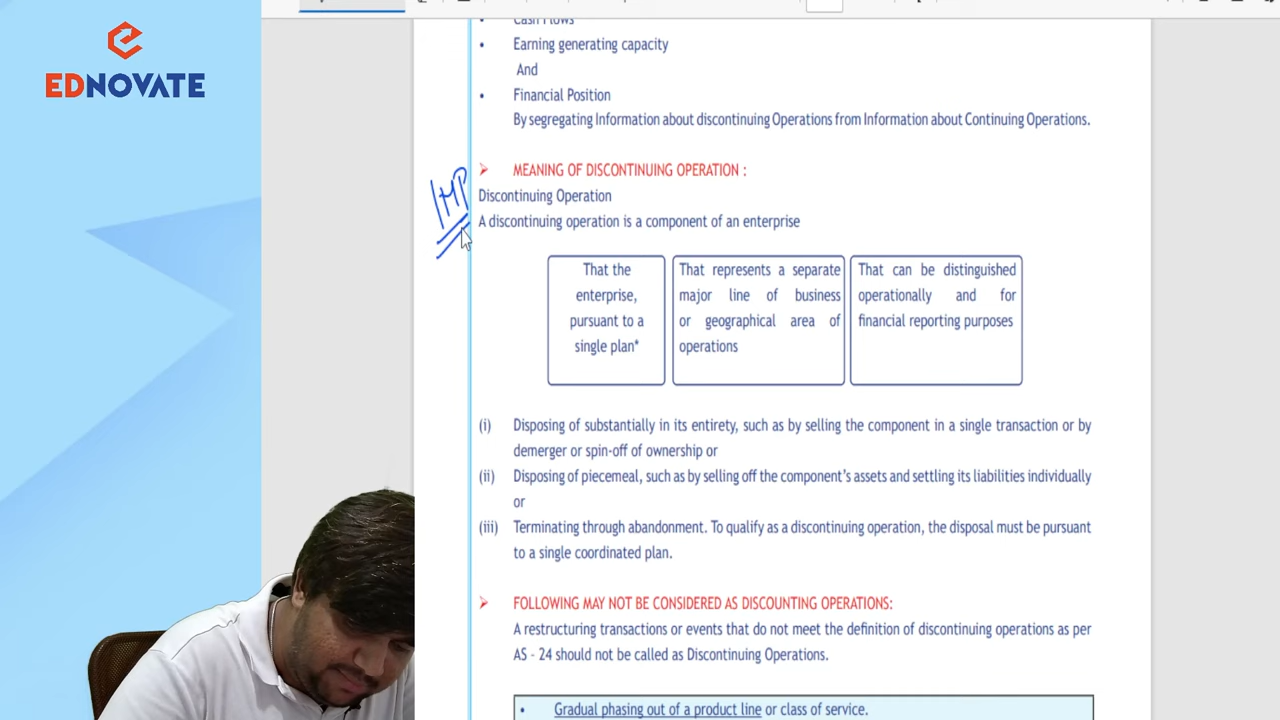 EDNOVATE
• Cash Flows
• Earning generating capacity
And
• Financial Position
By segregating Information about discontinuing Operations from Information about Continuing Operations.
IMP
MEANING OF DISCONTINUING OPERATION :
Discontinuing Operation
A discontinuing operation is a component of an enterprise
That the
enterprise,
pursuant to a
single plan*
That represents a separate
major line of business
or geographical area of
operations
That can be distinguished
operationally and for
financial reporting purposes
(i) Disposing of substantially in its entirety, such as by selling the component in a single transaction or by
demerger or spin-off of ownership or
(ii) Disposing of piecemeal, such as by selling off the component's assets and settling its liabilities individually
or
(iii) Terminating through abandonment. To qualify as a discontinuing operation, the disposal must be pursuant
to a single coordinated plan.
FOLLOWING MAY NOT BE CONSIDERED AS DISCOUNTING OPERATIONS:
A restructuring transactions or events that do not meet the definition of discontinuing operations as per
AS - 24 should not be called as Discontinuing Operations.
• Gradual phasing out of a product line or class of service.